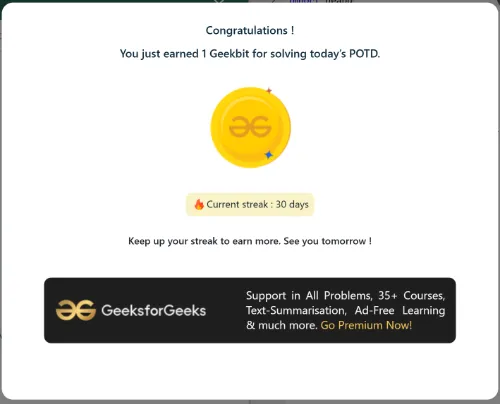 Congratulations !
You just earned 1 Geekbit for solving today's POTD.
Current streak : 30 days
Keep up your streak to earn more. See you tomorrow !
GeeksforGeeks
Support in All Problems, 35+ Courses,
Text-Summarisation, Ad-Free Learning
& much more. Go Premium Now!